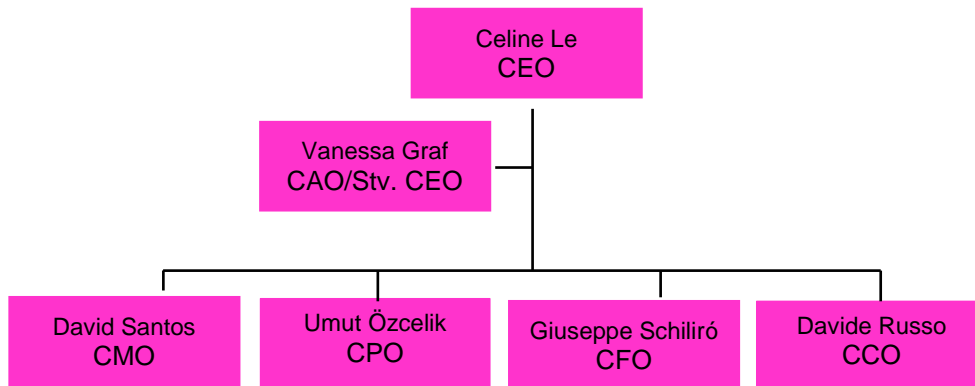 Celine Le
CEO
Vanessa Graf
CAO/Stv. CEO
David Santos
CMO
Umut Özcelik
CPO
Giuseppe Schiliró
CFO
Davide Russo
CCO